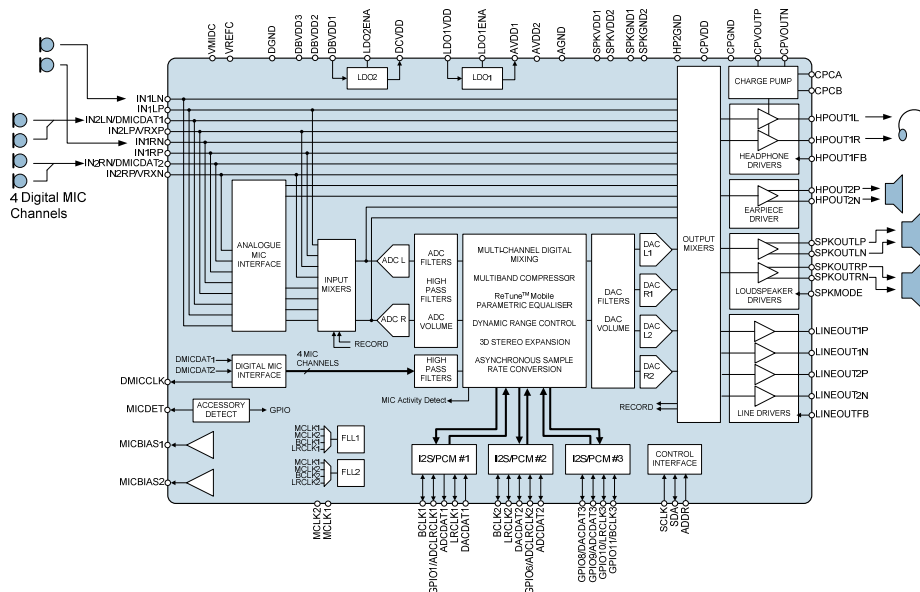 VMIDC
VREFC
DGND
DBVDD3
DBVDD2
DBVDD1
LDO2ENA
DCVDD
LDO1VDD
LDO1ENA
AVDD1
AVDD2
AGND
SPKVDD1
SPKVDD2
SPKGND1
SPKGND2
HP2GND
CPVDD
CPGND
CPVOUTP
CPVOUTN
LDO2
LDO1
CHARGE PUMP
CPCA
CPCB
IN1LN
IN1LP
IN2LN/DMICDAT1
IN2LP/VRXP
IN1RN
IN1RP
IN2RN/DMICDAT2
IN2RP/VRXN
4 Digital MIC
Channels
HPOUT1L
HPOUT1R
HEADPHONE
DRIVERS
HPOUT1FB
HPOUT2P
HPOUT2N
EARPIECE
DRIVER
OUTPUT
MIXERS
SPKOUTLP
SPKOUTLN
SPKOUTRP
SPKOUTRN
LOUDSPEAKER
DRIVERS
SPKMODE
ANALOGUE
MIC
INTERFACE
INPUT
MIXERS
ADC L
ADC R
RECORD
ADC
FILTERS
HIGH
PASS
FILTERS
ADC
VOLUME
MULTI-CHANNEL DIGITAL
MIXING
MULTIBAND COMPRESSOR
ReTune™ Mobile
PARAMETRIC EQUALISER
DYNAMIC RANGE CONTROL
3D STEREO EXPANSION
ASYNCHRONOUS SAMPLE
RATE CONVERSION
DAC
FILTERS
DAC
VOLUME
DAC
L1
DAC
R1
DAC
L2
DAC
R2
LINEOUT1P
LINEOUT1N
LINEOUT2P
LINEOUT2N
LINE DRIVERS
LINEOUTFB
DMICDAT1
DMICDAT2
DIGITAL MIC
INTERFACE
4 MIC
CHANNELS
HIGH
PASS
FILTERS
MIC Activity Detect
RECORD
DMICCLK
MICDET
ACCESSORY
DETECT
GPIO
MICBIAS1
MICBIAS2
MCLK1
MCLK2
BCLK1
LRCLK1
FLL1
MCLK1
MCLK2
BCLK2
LRCLK2
FLL2
I2S/PCM #1
I2S/PCM #2
I2S/PCM #3
CONTROL
INTERFACE
MCLK2
MCLK1
BCLK1
GPIO1/ADCLRCLK1
ADCDAT1
LRCLK1
DACDAT1
BCLK2
LRCLK2
DACDAT2
GPIO6/ADCLRCLK2
ADCDAT2
GPIO8/DACDAT3
GPIO9/ADCDAT3
GPIO10/LRCLK3
GPIO11/BCLK3
SCLK
SDA
ADDR